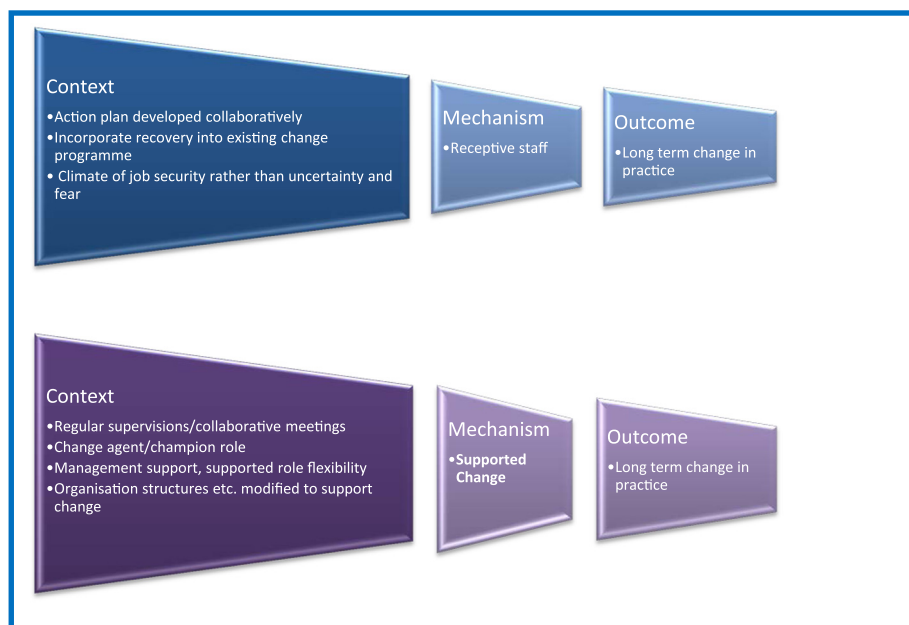 Context
•Action plan developed collaboratively
•Incorporate recovery into existing change
programme
• Climate of job security rather than uncertainty and
fear
Mechanism
•Receptive staff
Outcome
•Long term change in
practice
Context
•Regular supervisions/collaborative meetings
•Change agent/champion role
•Management support, supported role flexibility
•Organisation structures etc. modified to support
change
Mechanism
•Supported
Change
Outcome
•Long term change in
practice